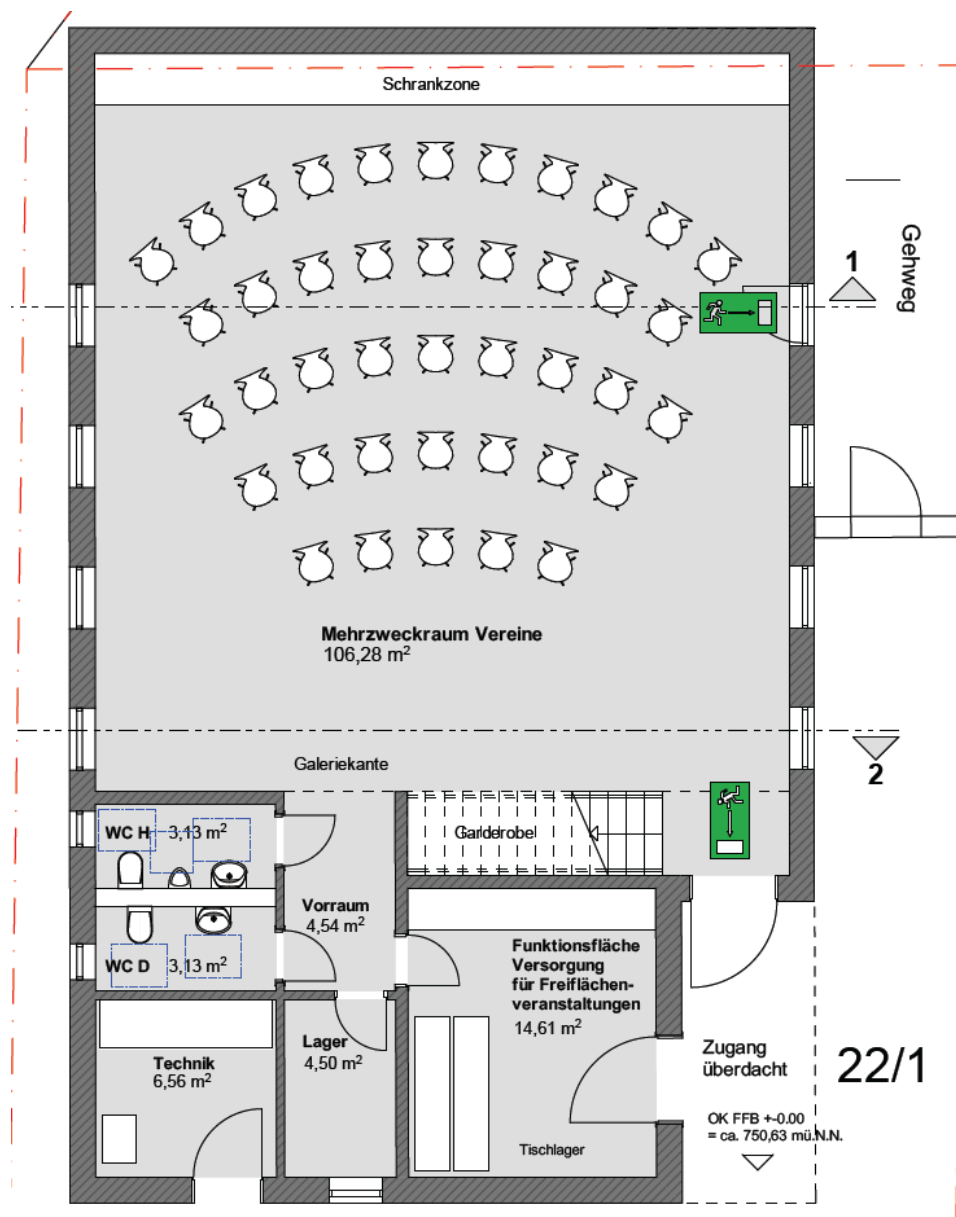 Schrankzone
Gehweg
1
Mehrzweckraum Vereine
106,28 m²
2
Galeriekante
WC H 3,13 m²
Garderobe
Vorraum
4,54 m²
WC D 3,13 m²
Funktionsfläche
Versorgung
für Freiflächen-
veranstaltungen
14,61 m²
Lager
4,50 m²
Technik
6,56 m²
Zugang
überdacht
22/1
OK FFB +-0.00
= ca. 750,63 mü.N.N.
Tischlager